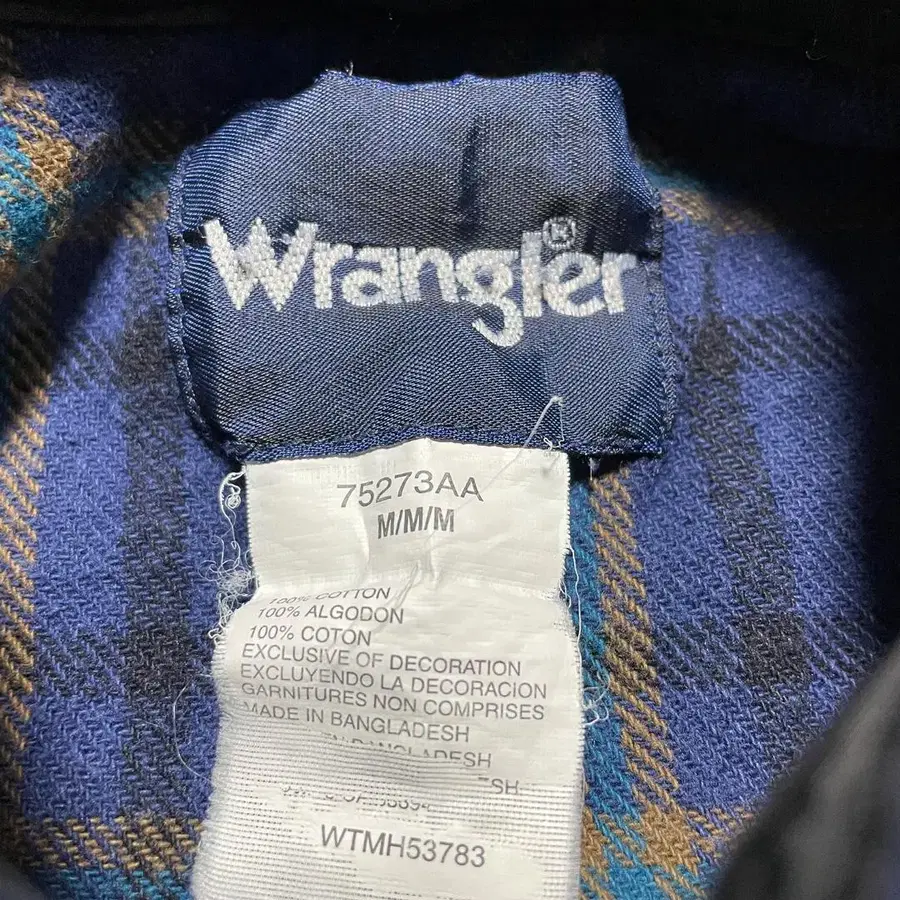 Wrangler®
75273AA
M/M/M
100% COTTON
100% ALGODON
100% COTON
EXCLUSIVE OF DECORATION
EXCLUYENDO LA DECORACION
GARNITURES NON COMPRISES
MADE IN BANGLADESH
WTMH53783